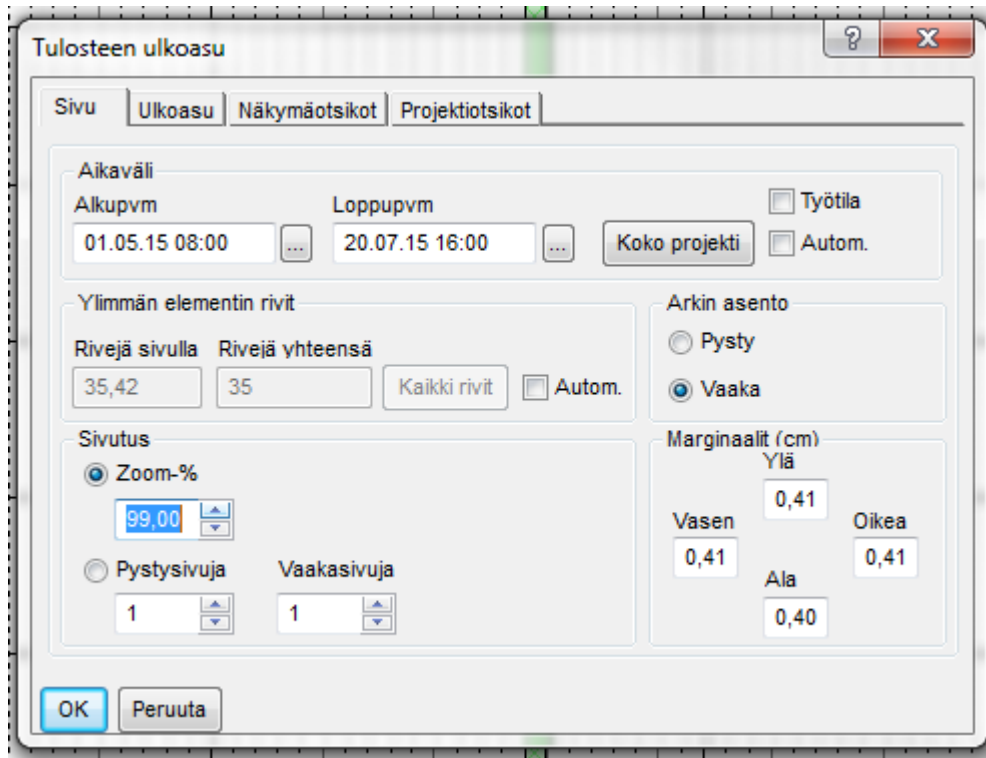 Tulosteen ulkoasu
Sivu Ulkoasu Näkymäotsikot Projektiotsikot
Aikaväli
Alkupvm Loppupvm Työtila
01.05.15 08:00 ... 20.07.15 16:00 ... Koko projekti Autom.
Ylimmän elementin rivit Arkin asento
Rivejä sivulla Rivejä yhteensä Pysty
35,42 35 Kaikki rivit Autom. Vaaka
Sivutus Marginaalit (cm)
Zoom-% Ylä
99,00 0,41
Vasen Oikea
0,41 0,41
Pystysivuja Vaakasivuja Ala
1 1 0,40
OK Peruuta